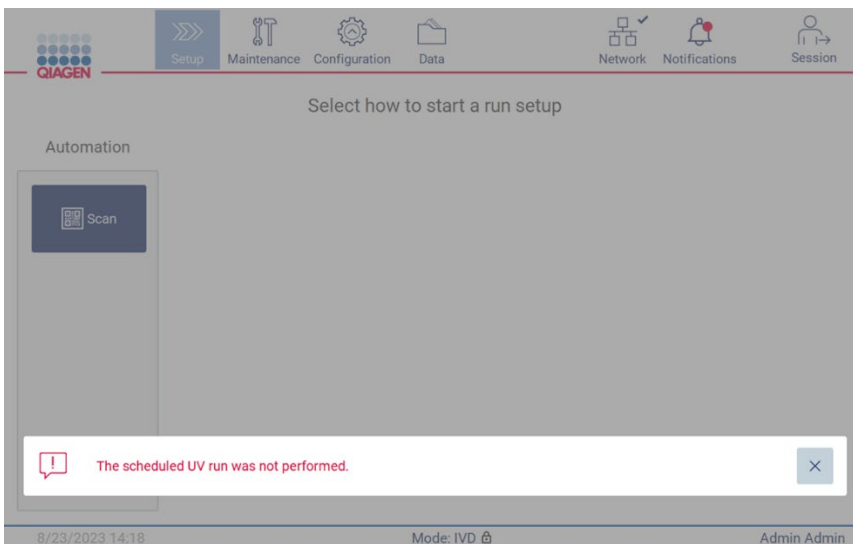 QIAGEN
Setup
Maintenance
Configuration
Data
Network
Notifications
Session
Select how to start a run setup
Automation
Scan
The scheduled UV run was not performed.
8/23/2023 14:18
Mode: IVD
Admin Admin